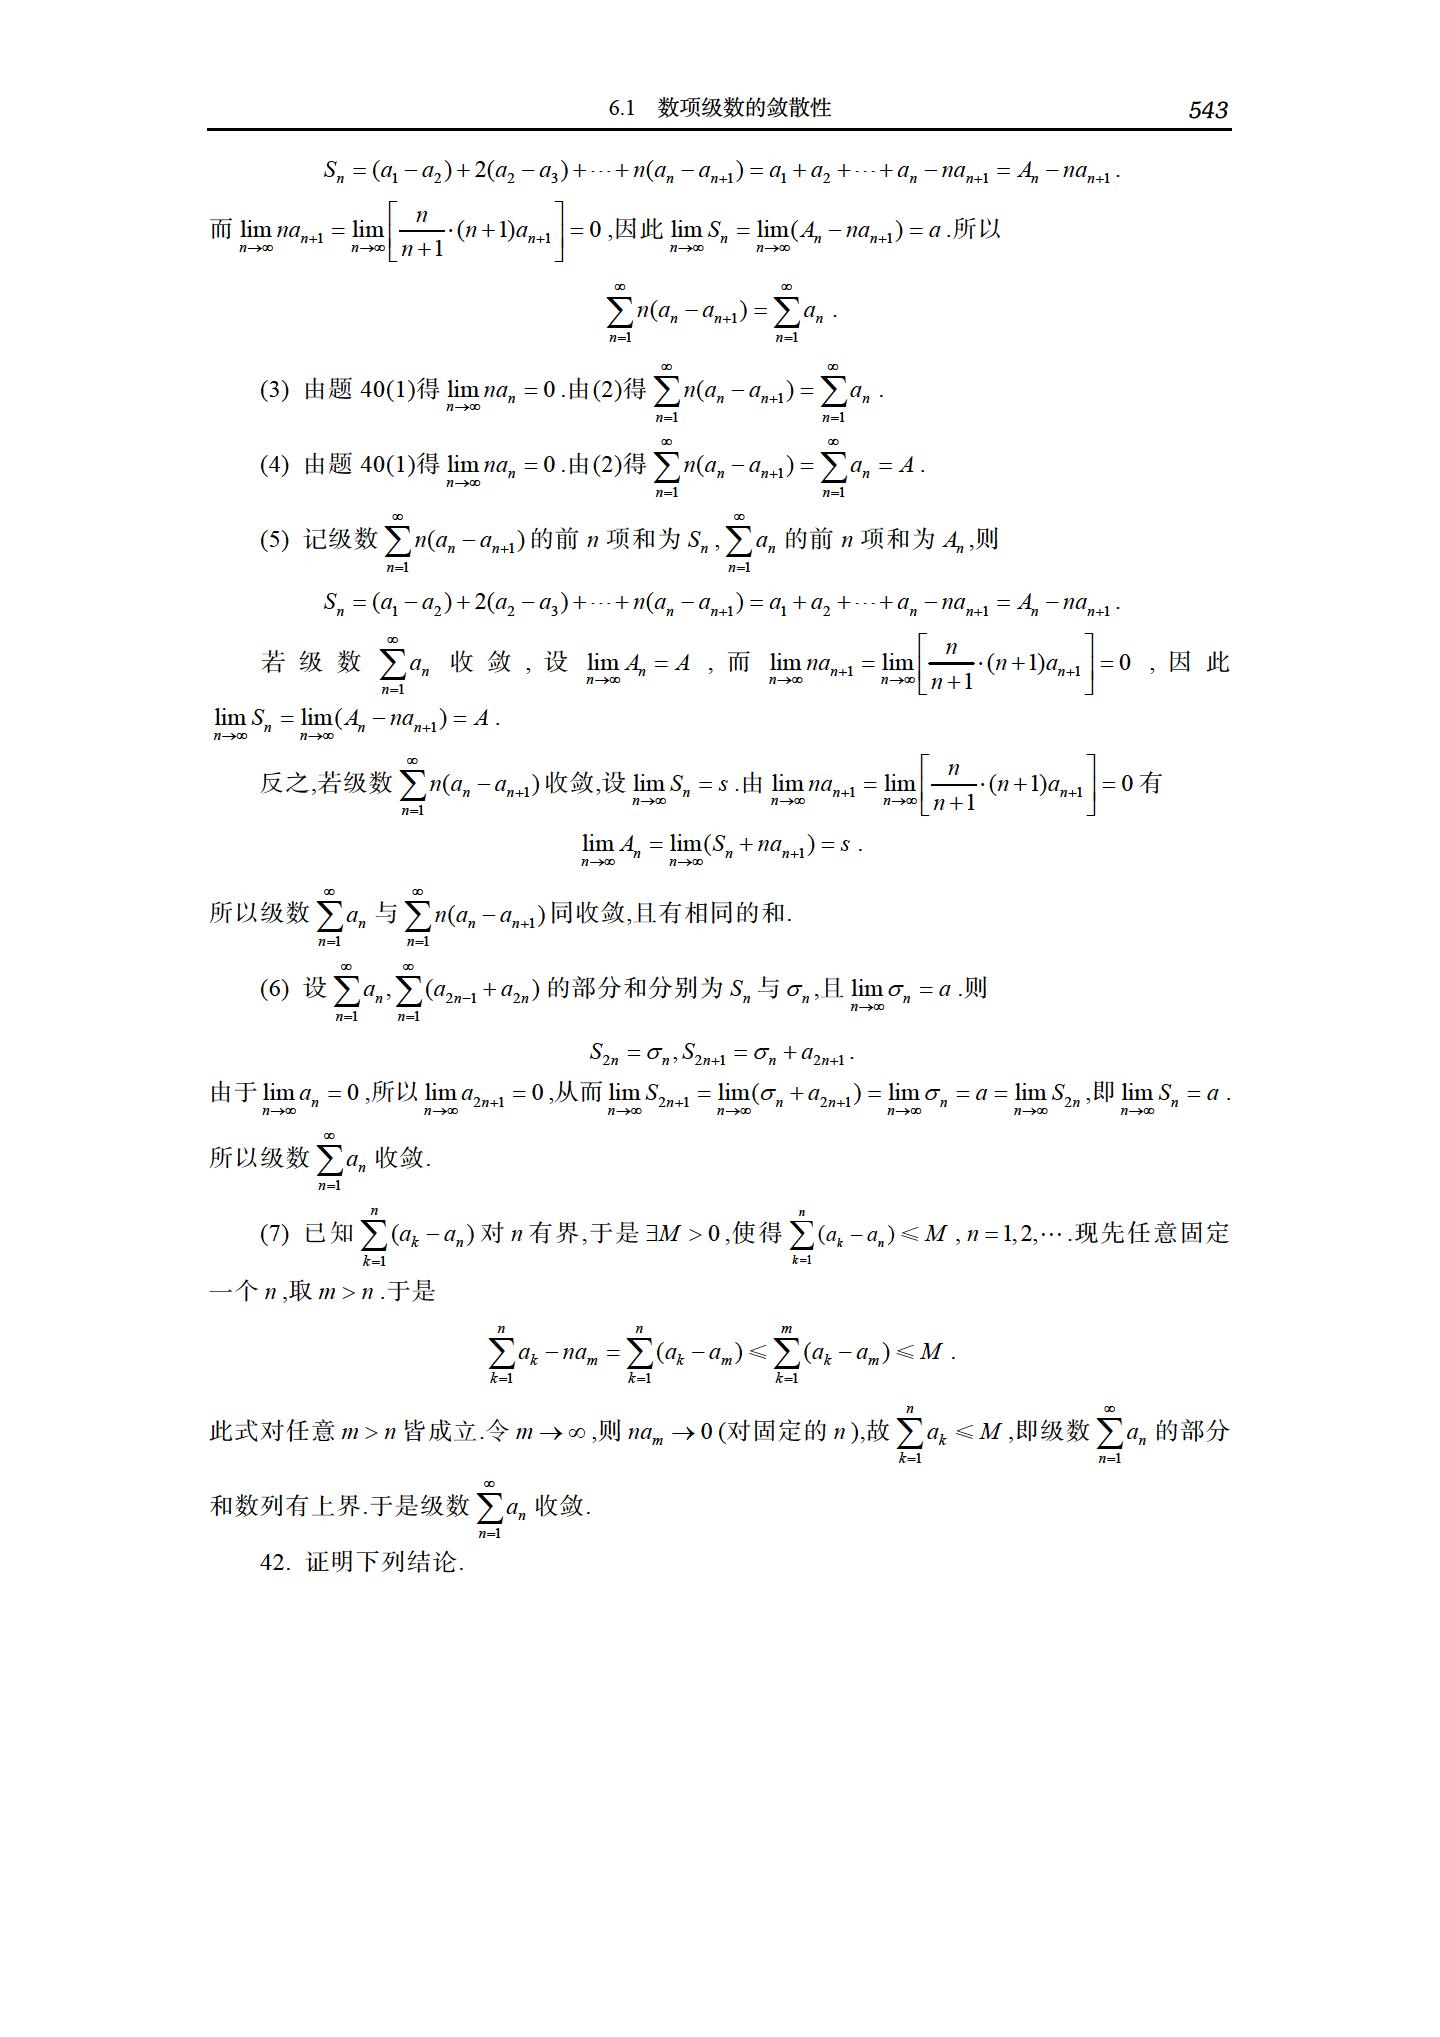 6.1 数项级数的敛散性 543
$S_n=(a_1-a_2)+2(a_2-a_3)+\cdots+n(a_n-a_{n+1})=a_1+a_2+\cdots+a_n-na_{n+1}=A_n-na_{n+1}.$
而 $\lim\limits_{n\to\infty}na_{n+1}=\lim\limits_{n\to\infty}\left[\dfrac{n}{n+1}\cdot(n+1)a_{n+1}\right]=0$,因此 $\lim\limits_{n\to\infty}S_n=\lim\limits_{n\to\infty}(A_n-na_{n+1})=a$.所以
$\sum\limits_{n=1}^{\infty}n(a_n-a_{n+1})=\sum\limits_{n=1}^{\infty}a_n.$
(3) 由题 40(1)得 $\lim\limits_{n\to\infty}na_n=0$.由(2)得 $\sum\limits_{n=1}^{\infty}n(a_n-a_{n+1})=\sum\limits_{n=1}^{\infty}a_n$.
(4) 由题 40(1)得 $\lim\limits_{n\to\infty}na_n=0$.由(2)得 $\sum\limits_{n=1}^{\infty}n(a_n-a_{n+1})=\sum\limits_{n=1}^{\infty}a_n=A$.
(5) 记级数 $\sum\limits_{n=1}^{\infty}n(a_n-a_{n+1})$ 的前 $n$ 项和为 $S_n$, $\sum\limits_{n=1}^{\infty}a_n$ 的前 $n$ 项和为 $A_n$,则
$S_n=(a_1-a_2)+2(a_2-a_3)+\cdots+n(a_n-a_{n+1})=a_1+a_2+\cdots+a_n-na_{n+1}=A_n-na_{n+1}.$
若级数 $\sum\limits_{n=1}^{\infty}a_n$ 收敛,设 $\lim\limits_{n\to\infty}A_n=A$,而 $\lim\limits_{n\to\infty}na_{n+1}=\lim\limits_{n\to\infty}\left[\dfrac{n}{n+1}\cdot(n+1)a_{n+1}\right]=0$,因此
$\lim\limits_{n\to\infty}S_n=\lim\limits_{n\to\infty}(A_n-na_{n+1})=A$.
反之,若级数 $\sum\limits_{n=1}^{\infty}n(a_n-a_{n+1})$ 收敛,设 $\lim\limits_{n\to\infty}S_n=s$.由 $\lim\limits_{n\to\infty}na_{n+1}=\lim\limits_{n\to\infty}\left[\dfrac{n}{n+1}\cdot(n+1)a_{n+1}\right]=0$ 有
$\lim\limits_{n\to\infty}A_n=\lim\limits_{n\to\infty}(S_n+na_{n+1})=s.$
所以级数 $\sum\limits_{n=1}^{\infty}a_n$ 与 $\sum\limits_{n=1}^{\infty}n(a_n-a_{n+1})$ 同收敛,且有相同的和.
(6) 设 $\sum\limits_{n=1}^{\infty}a_n,\sum\limits_{n=1}^{\infty}(a_{2n-1}+a_{2n})$ 的部分和分别为 $S_n$ 与 $\sigma_n$,且 $\lim\limits_{n\to\infty}\sigma_n=a$.则
$S_{2n}=\sigma_n,S_{2n+1}=\sigma_n+a_{2n+1}.$
由于 $\lim\limits_{n\to\infty}a_n=0$,所以 $\lim\limits_{n\to\infty}a_{2n+1}=0$,从而 $\lim\limits_{n\to\infty}S_{2n+1}=\lim\limits_{n\to\infty}(\sigma_n+a_{2n+1})=\lim\limits_{n\to\infty}\sigma_n=a=\lim\limits_{n\to\infty}S_{2n}$,即 $\lim\limits_{n\to\infty}S_n=a$.
所以级数 $\sum\limits_{n=1}^{\infty}a_n$ 收敛.
(7) 已知 $\sum\limits_{k=1}^{n}(a_k-a_n)$ 对 $n$ 有界,于是 $\exists M>0$,使得 $\sum\limits_{k=1}^{n}(a_k-a_n)\leqslant M,n=1,2,\cdots$.现先任意固定
一个 $n$,取 $m>n$.于是
$\sum\limits_{k=1}^{n}a_k-na_m=\sum\limits_{k=1}^{n}(a_k-a_m)\leqslant\sum\limits_{k=1}^{m}(a_k-a_m)\leqslant M.$
此式对任意 $m>n$ 皆成立.令 $m\to\infty$,则 $na_m\to0$ (对固定的 $n$),故 $\sum\limits_{k=1}^{n}a_k\leqslant M$,即级数 $\sum\limits_{n=1}^{\infty}a_n$ 的部分
和数列有上界.于是级数 $\sum\limits_{n=1}^{\infty}a_n$ 收敛.
42. 证明下列结论.